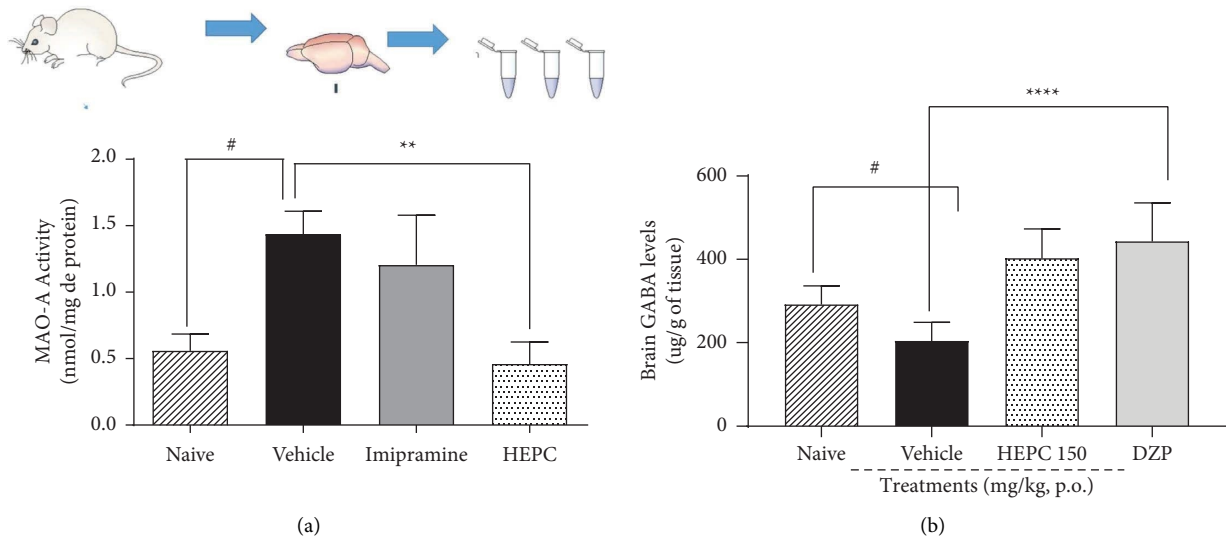 #
**
2.0
1.5
1.0
0.5
0.0
MAO-A Activity
(nmol/mg de protein)
Naive Vehicle Imipramine HEPC
(a)
****
#
600
400
200
0
Brain GABA levels
(ug/g of tissue)
Naive Vehicle HEPC 150 DZP
Treatments (mg/kg, p.o.)
(b)